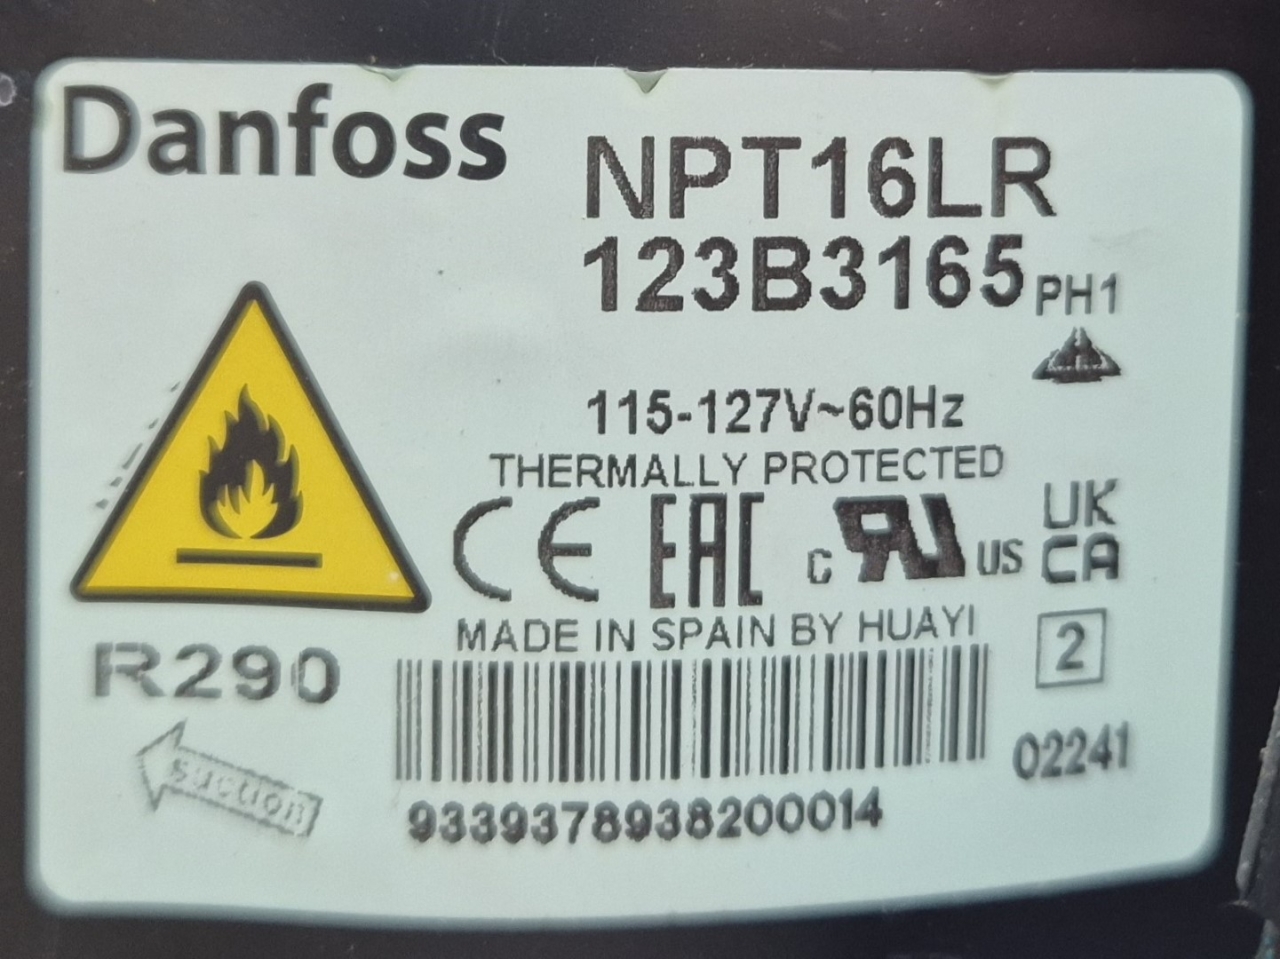 Danfoss
NPT16LR
123B3165 PH1
115-127V~60Hz
THERMALLY PROTECTED
CE EAC c RU US UK CA
MADE IN SPAIN BY HUAYI
2
R290
suction
02241
9339378938200014